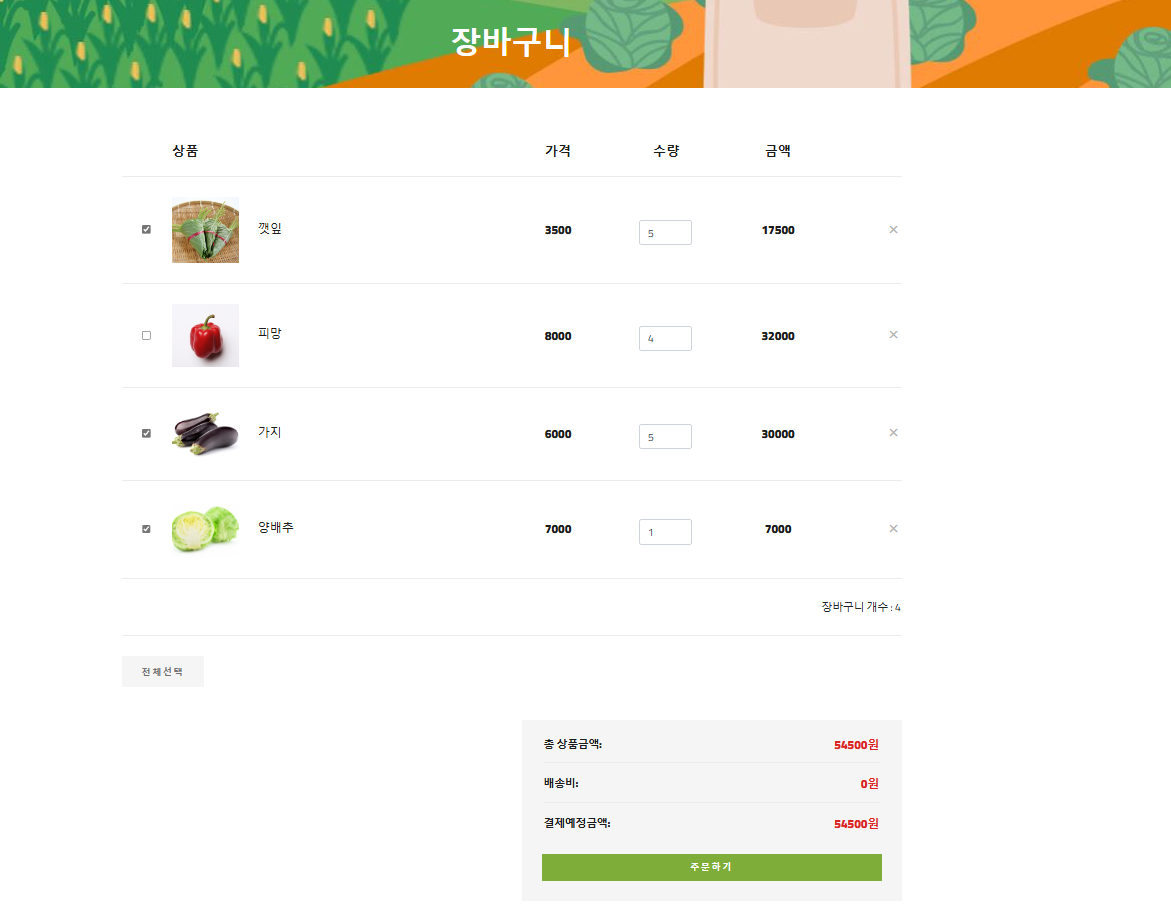 장바구니
상품 가격 수량 금액
깻잎 3500 5 17500
피망 8000 4 32000
가지 6000 5 30000
양배추 7000 1 7000
장바구니 개수 : 4
전체선택
총 상품금액: 54500원
배송비: 0원
결제예정금액: 54500원
주문하기